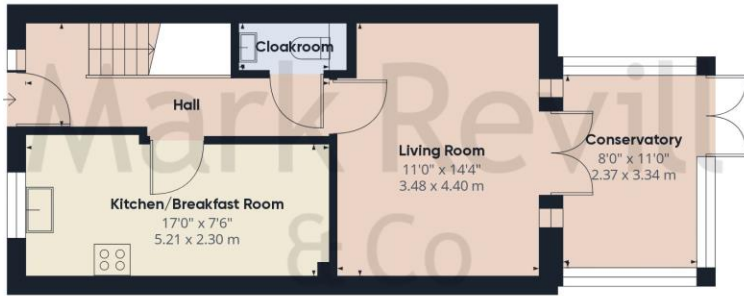 Cloakroom
Hall
Kitchen/Breakfast Room
17'0" x 7'6"
5.21 x 2.30 m
Living Room
11'0" x 14'4"
3.48 x 4.40 m
Conservatory
8'0" x 11'0"
2.37 x 3.34 m
Mark Revill
& Co